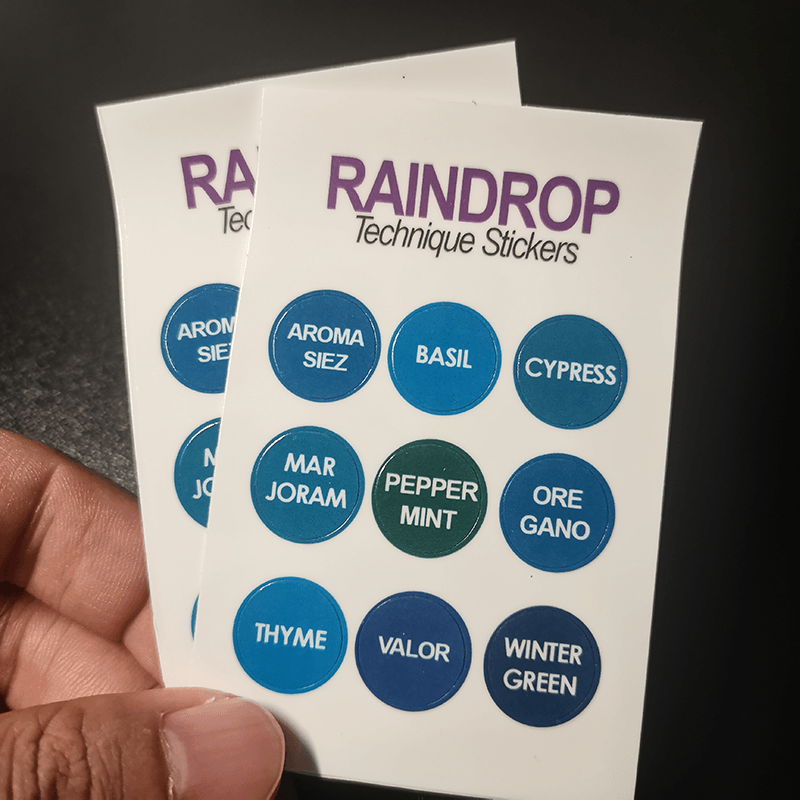 RAINDROP
Technique Stickers
AROMA
SIEZ
BASIL
CYPRESS
MAR
JORAM
PEPPER
MINT
ORE
GANO
THYME
VALOR
WINTER
GREEN